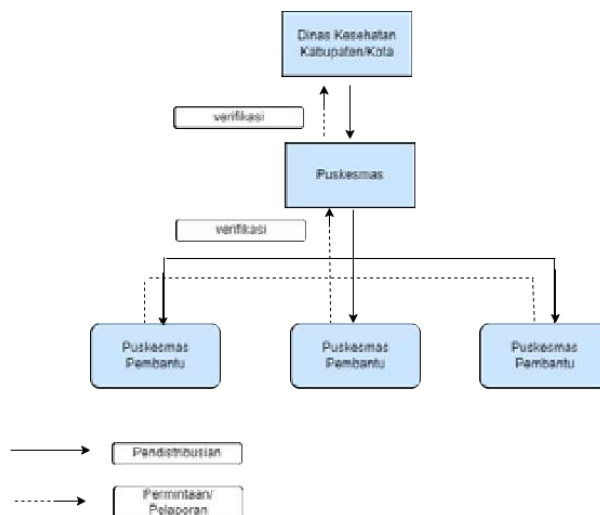 Dinas Kesehatan
Kabupaten/Kota
verifikasi
Puskesmas
verifikasi
Puskesmas
Pembantu
Puskesmas
Pembantu
Puskesmas
Pembantu
Pendistribusian
Permintaan/
Pelaporan